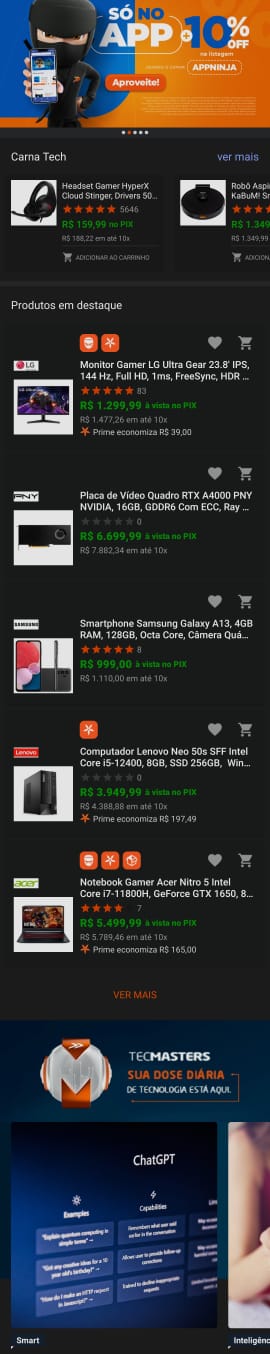 SÓ NO
APP + 10% OFF
na listagem
USANDO O CUPOM APPNINJA
Aproveite!
Carna Tech
ver mais
Headset Gamer HyperX
Cloud Stinger, Drivers 50...
5646
R$ 159,99 no PIX
R$ 188,22 em até 10x
ADICIONAR AO CARRINHO
Robô Aspi
KaBuM! Sm
R$ 1.349
R$ 1.349,99
ADICION
Produtos em destaque
LG
Monitor Gamer LG Ultra Gear 23.8' IPS,
144 Hz, Full HD, 1ms, FreeSync, HDR ...
83
R$ 1.299,99 à vista no PIX
R$ 1.477,26 em até 10x
Prime economiza R$ 39,00
PNY
Placa de Vídeo Quadro RTX A4000 PNY
NVIDIA, 16GB, GDDR6 Com ECC, Ray ...
0
R$ 6.699,99 à vista no PIX
R$ 7.882,34 em até 10x
SAMSUNG
Smartphone Samsung Galaxy A13, 4GB
RAM, 128GB, Octa Core, Câmera Quá...
8
R$ 999,00 à vista no PIX
R$ 1.110,00 em até 10x
Lenovo
Computador Lenovo Neo 50s SFF Intel
Core i5-12400, 8GB, SSD 256GB, Win...
0
R$ 3.949,99 à vista no PIX
R$ 4.388,88 em até 10x
Prime economiza R$ 197,49
acer
Notebook Gamer Acer Nitro 5 Intel
Core i7-11800H, GeForce GTX 1650, 8...
7
R$ 5.499,99 à vista no PIX
R$ 5.789,46 em até 10x
Prime economiza R$ 165,00
VER MAIS
TECMASTERS
SUA DOSE DIÁRIA
DE TECNOLOGIA ESTÁ AQUI.
ChatGPT
Examples
Capabilities
"Explain quantum computing in
simple terms" →
Remembers what user said
earlier in the conversation
"Got any creative ideas for a 10
year old's birthday?" →
Allows user to provide follow-up
corrections
"How do I make an HTTP
request in Javascript?" →
Trained to decline inappropriate
requests
Smart
Inteligênc